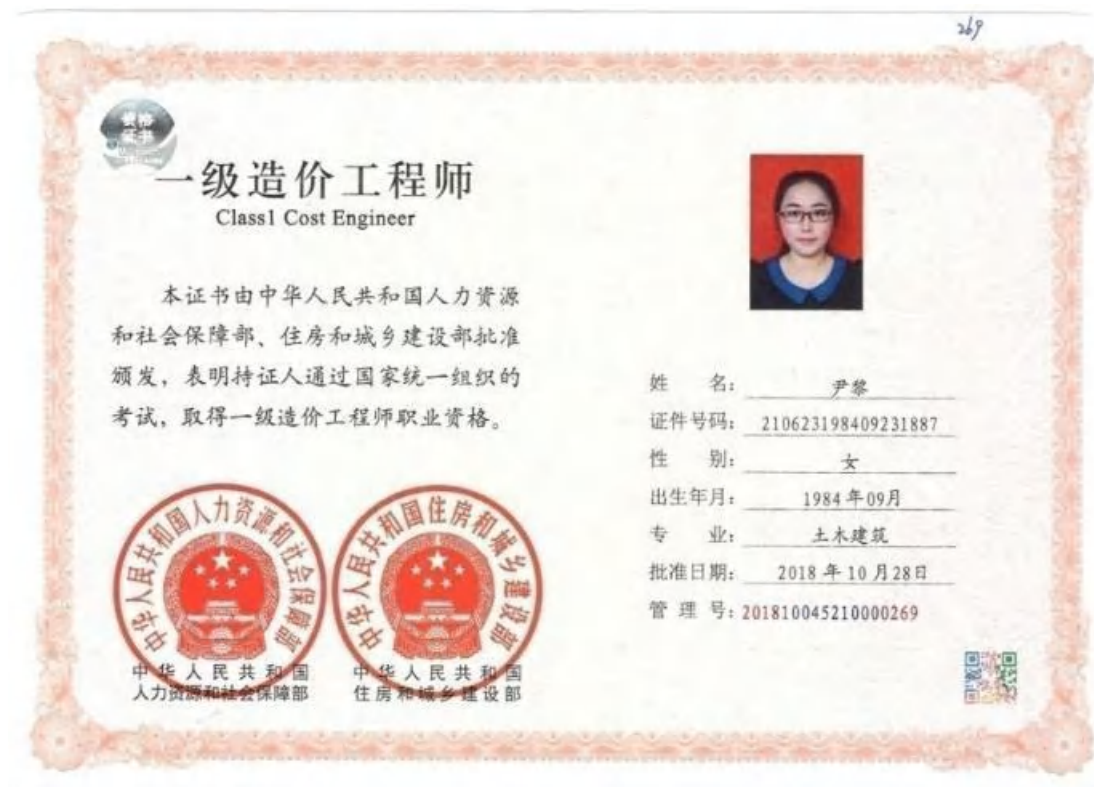 269
资格
证书
一级造价工程师
Class1 Cost Engineer
本证书由中华人民共和国人力资源
和社会保障部、住房和城乡建设部批准
颁发，表明持证人通过国家统一组织的
考试，取得一级造价工程师职业资格。
中华人民共和国人力资源和社会保障部
中华人民共和国住房和城乡建设部
中华人民共和国
人力资源和社会保障部
中华人民共和国
住房和城乡建设部
姓 名： 尹黎
证件号码： 210623198409231887
性 别： 女
出生年月： 1984年09月
专 业： 土木建筑
批准日期： 2018年10月28日
管 理 号：201810045210000269